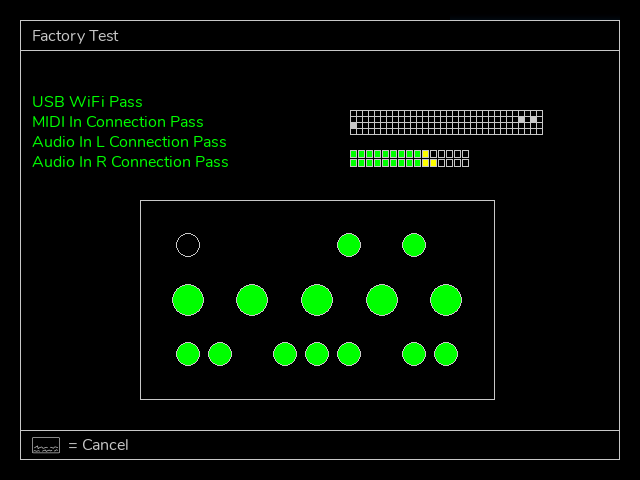 Factory Test
USB WiFi Pass
MIDI In Connection Pass
Audio In L Connection Pass
Audio In R Connection Pass
= Cancel